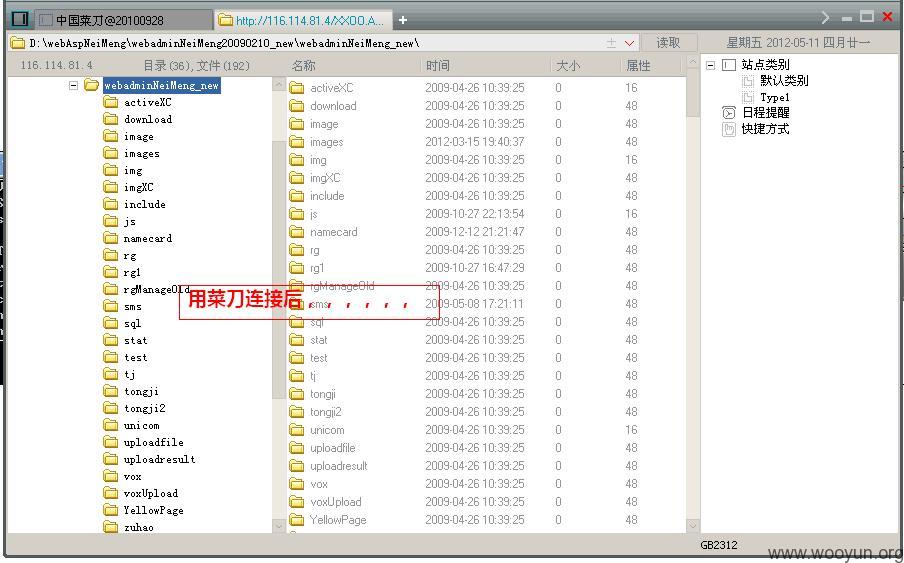 中国菜刀@20100928
http://116.114.81.4/XXOO.A...
D:\webAspNeiMeng\webadminNeiMeng20090210_new\webadminNeiMeng_new\
读取
星期五 2012-05-11 四月廿一
116.114.81.4 目录(36),文件(192)
名称 时间 大小 属性
webadminNeiMeng_new
activeXC
download
image
images
img
imgXC
include
js
namecard
rg
rg1
rgManageOld
sms
sql
stat
test
tj
tongji
tongji2
unicom
uploadfile
uploadresult
vox
voxUpload
YellowPage
zuhao
activeXC 2009-04-26 10:39:25 0 16
download 2009-04-26 10:39:25 0 48
image 2009-04-26 10:39:25 0 48
images 2012-03-15 19:40:37 0 48
img 2009-04-26 10:39:25 0 16
imgXC 2009-04-26 10:39:25 0 48
include 2009-04-26 10:39:25 0 48
js 2009-10-27 22:13:54 0 16
namecard 2009-12-12 21:21:47 0 48
rg 2009-04-26 10:39:25 0 48
rg1 2009-10-27 16:47:29 0 48
rgManageOld 2009-04-26 10:39:25 0 48
sms 2009-05-08 17:21:11 0 48
sql 2009-04-26 10:39:25 0 48
stat 2009-04-26 10:39:25 0 48
test 2009-04-26 10:39:25 0 48
tj 2009-04-26 10:39:25 0 48
tongji 2009-04-26 10:39:25 0 48
tongji2 2009-04-26 10:39:25 0 48
unicom 2009-04-26 10:39:25 0 16
uploadfile 2009-04-26 10:39:25 0 48
uploadresult 2009-04-26 10:39:25 0 48
vox 2009-04-26 10:39:25 0 48
voxUpload 2009-04-26 10:39:25 0 48
YellowPage 2009-04-26 10:39:25 0 48
用菜刀连接后，，，，，，
站点类别
默认类别
Type1
日程提醒
快捷方式
GB2312
www.wooyun.org